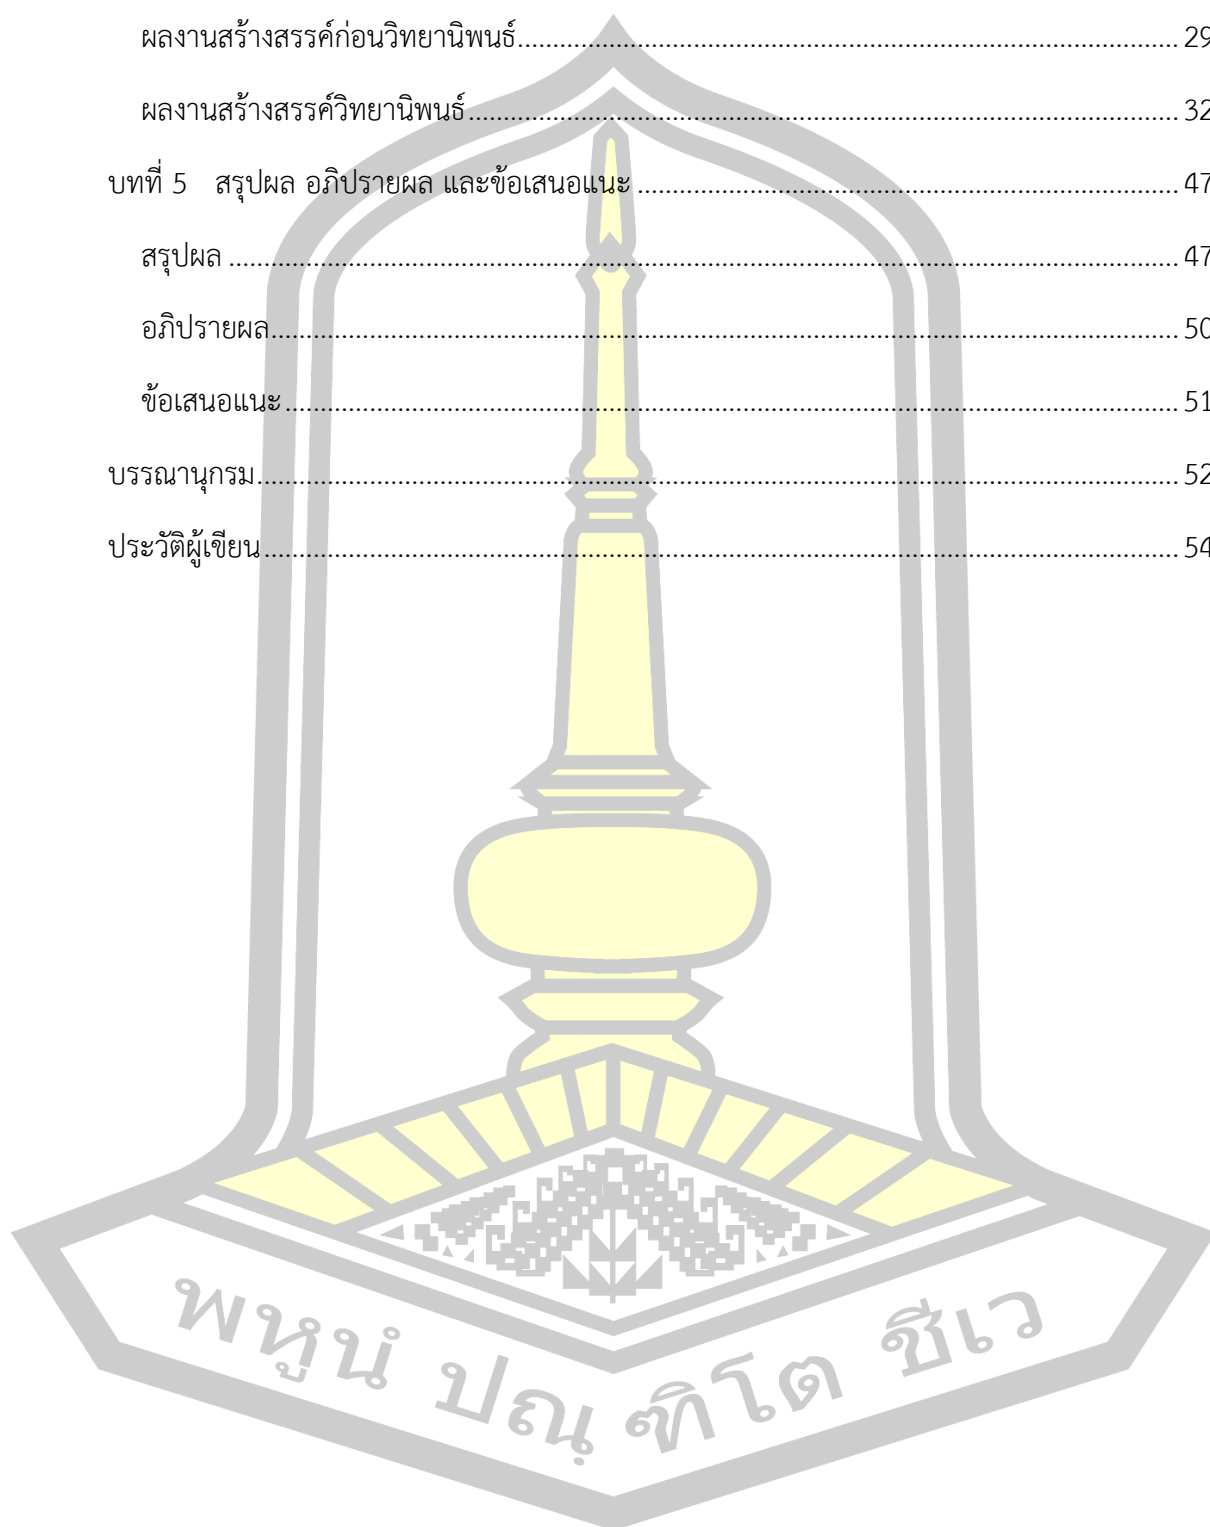 ผลงานสร้างสรรค์ก่อนวิทยานิพนธ์ 29
ผลงานสร้างสรรค์วิทยานิพนธ์ 32
บทที่ 5 สรุปผล อภิปรายผล และข้อเสนอแนะ 47
สรุปผล 47
อภิปรายผล 50
ข้อเสนอแนะ 51
บรรณานุกรม 52
ประวัติผู้เขียน 54
พหูนํ ปณฺฑิโต ชีเว